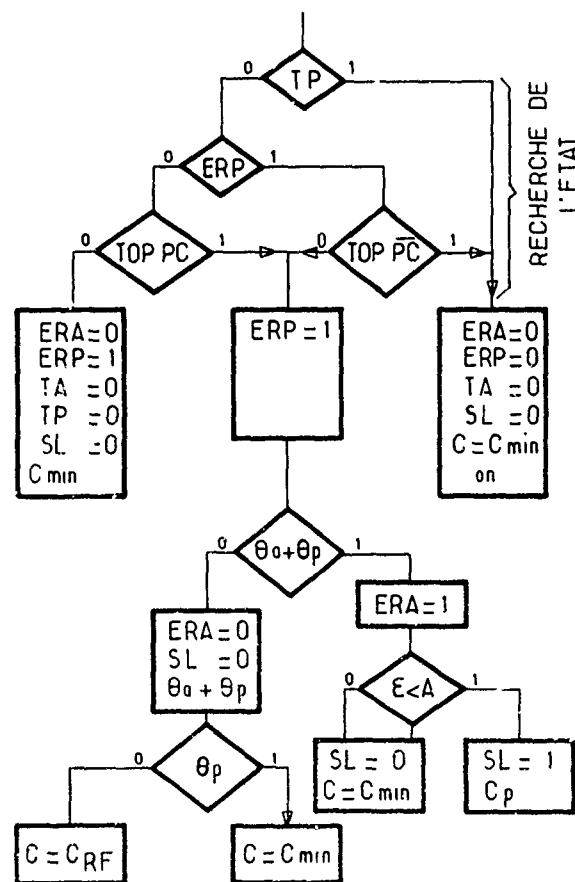 TP
0
1
RECHERCHE DE
L'ETAT
ERP
0
1
TOP PC
0
1
TOP P̅C̅
0
1
ERA=0
ERP=1
TA =0
TP =0
SL =0
C min
ERP=1
ERA=0
ERP=0
TA =0
SL =0
C=Cmin
on
θa+θp
0
1
ERA=0
SL =0
θa + θp
ERA=1
ε<A
0
1
θp
0
1
SL = 0
C=Cmin
SL = 1
Cp
C=CRF
C=Cmin